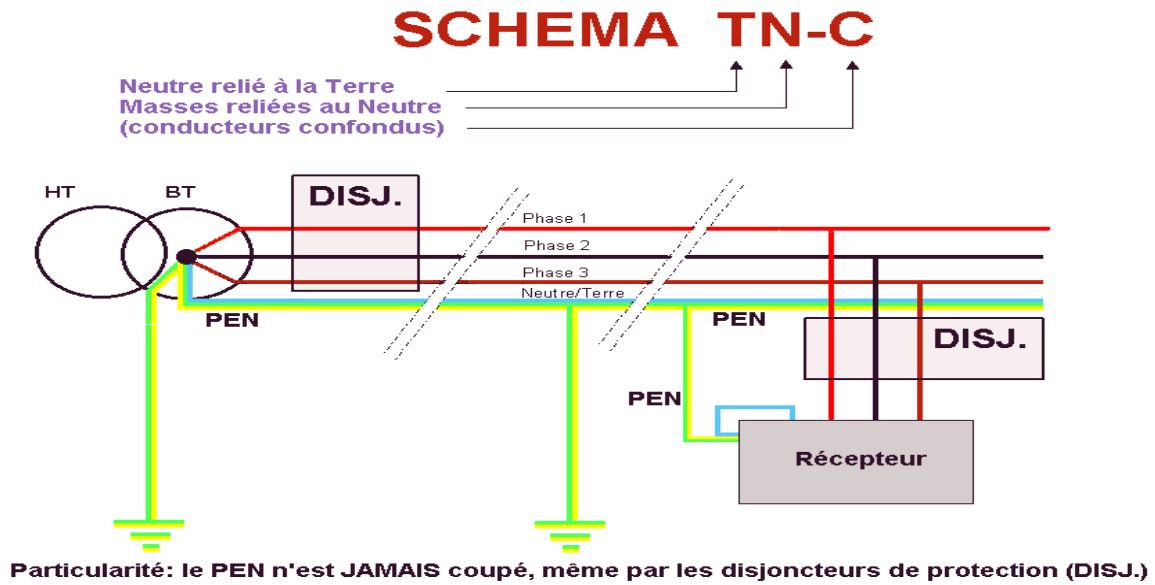 SCHEMA TN-C
Neutre relié à la Terre
Masses reliées au Neutre
(conducteurs confondus)
HT
BT
DISJ.
Phase 1
Phase 2
Phase 3
Neutre/Terre
PEN
PEN
DISJ.
PEN
Récepteur
Particularité: le PEN n'est JAMAIS coupé, même par les disjoncteurs de protection (DISJ.)